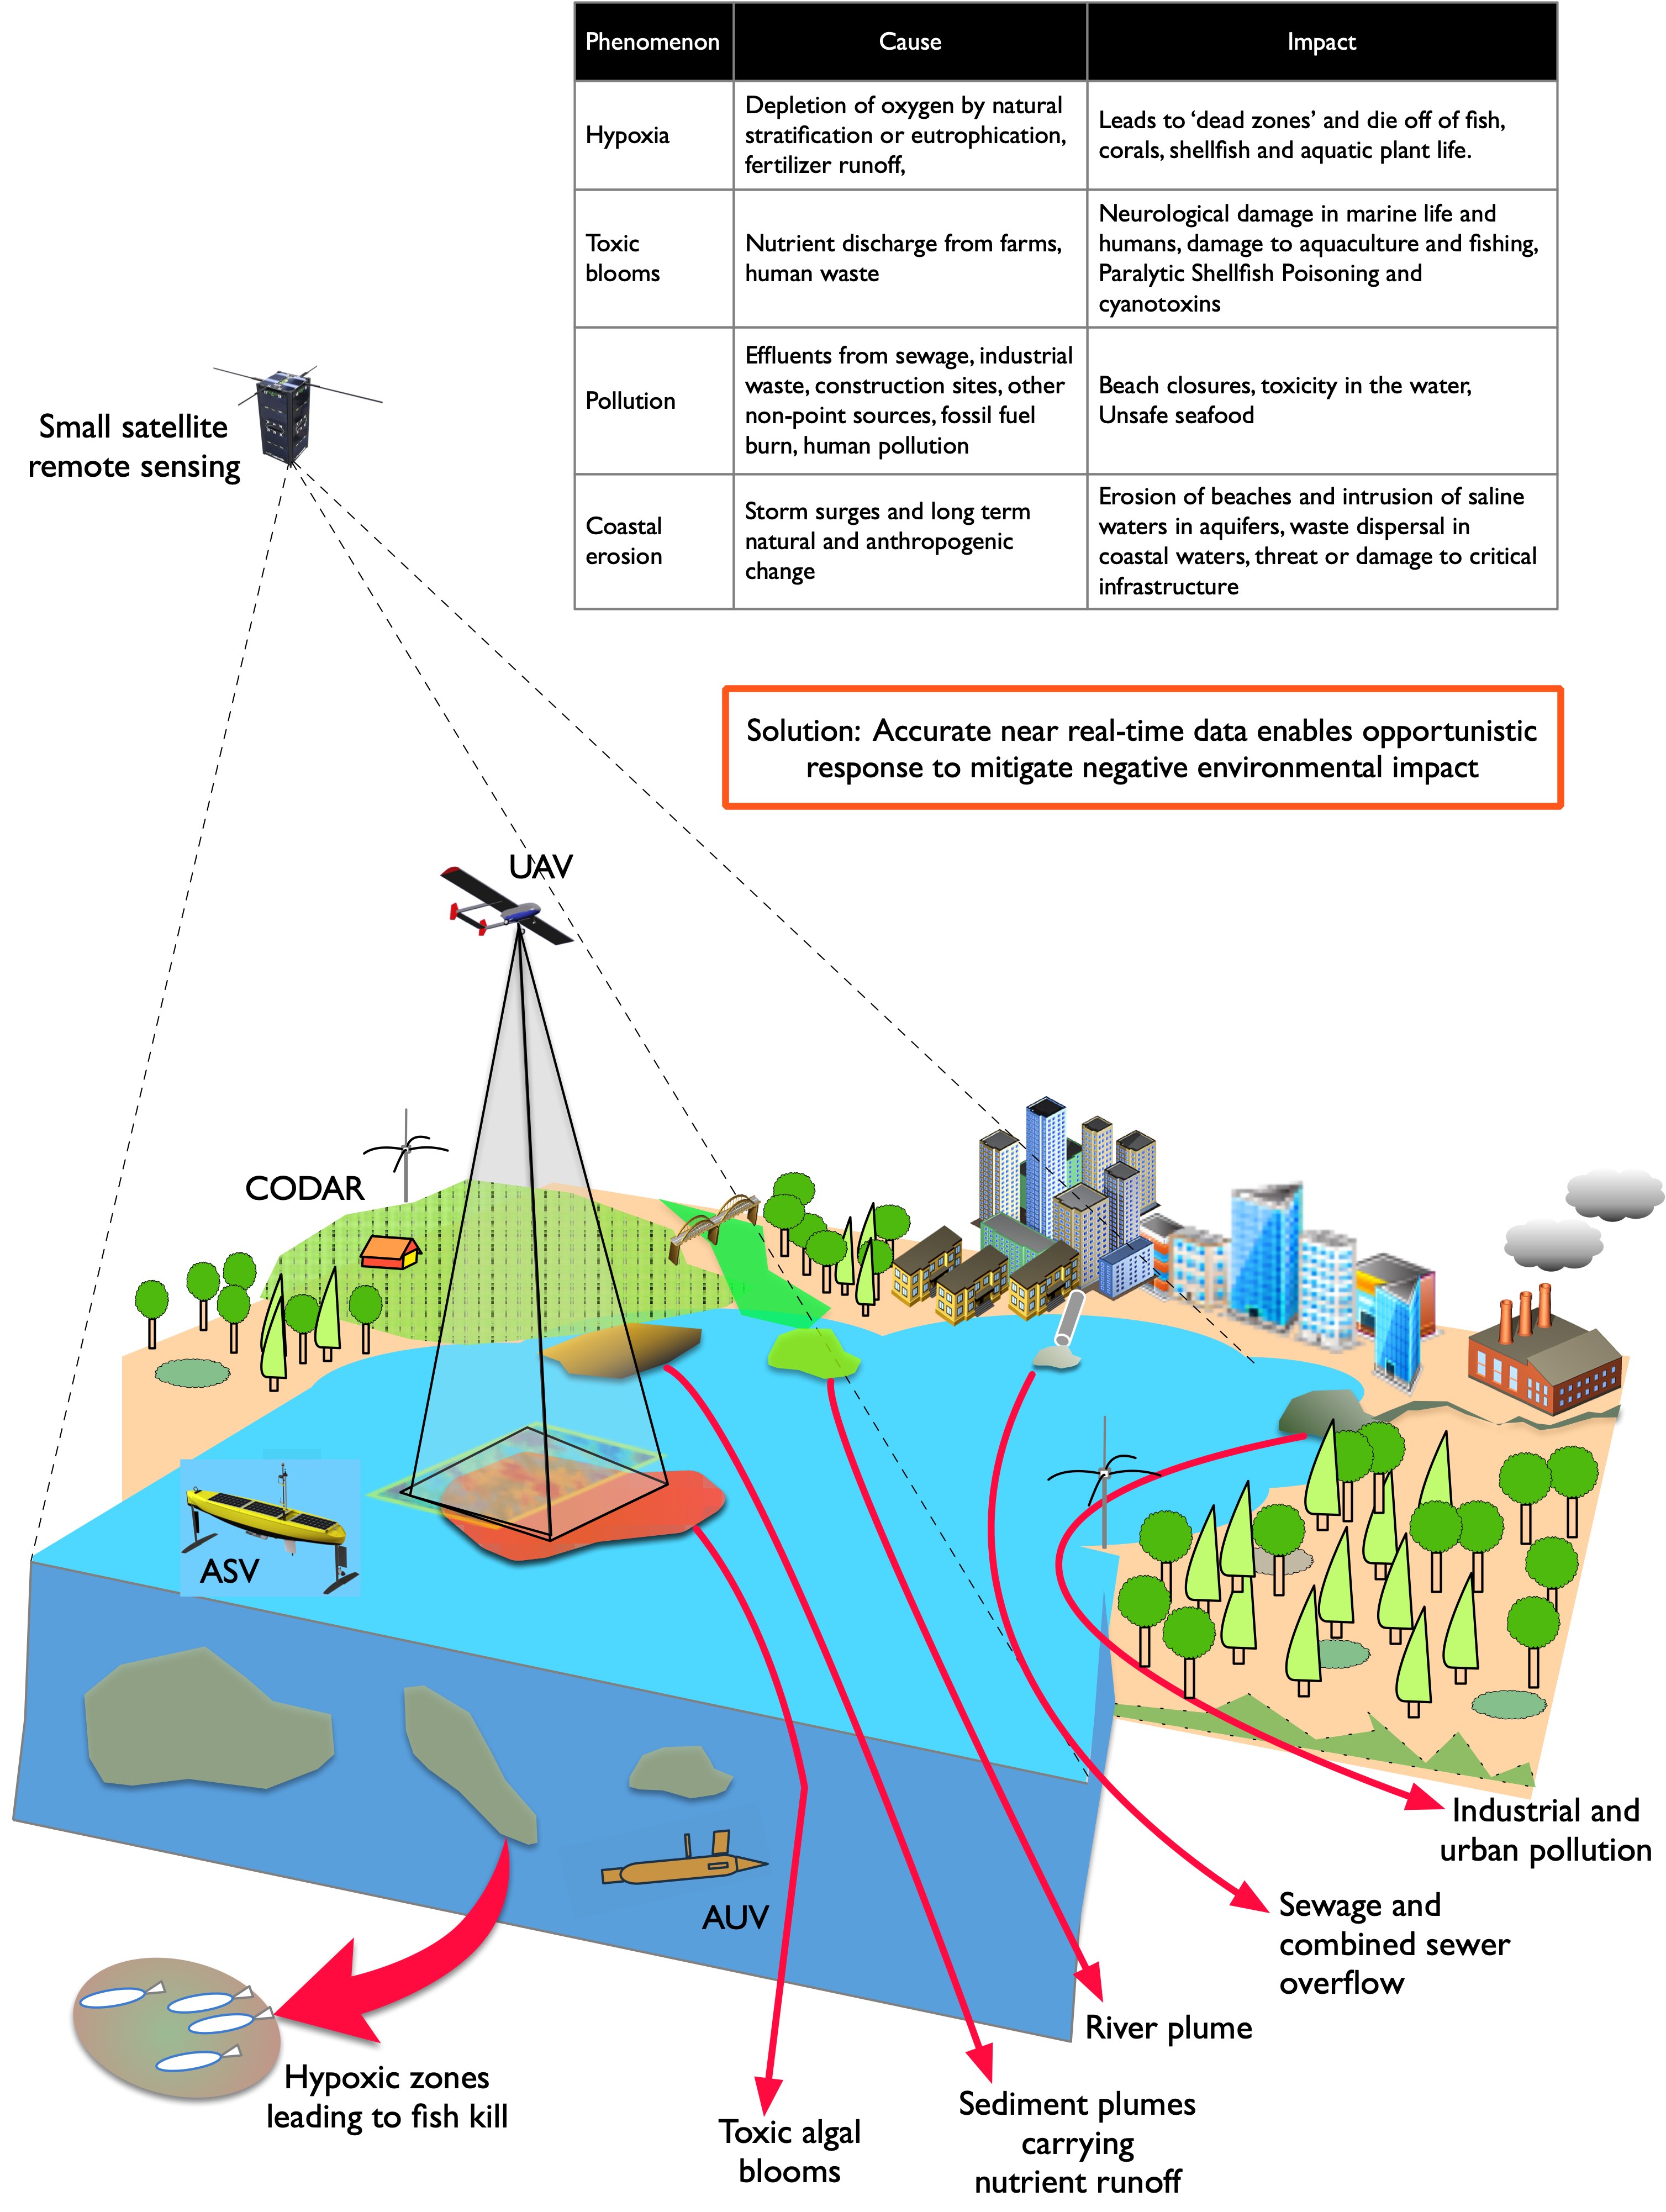 Phenomenon
Cause
Impact
Hypoxia
Depletion of oxygen by natural
stratification or eutrophication,
fertilizer runoff,
Leads to ‘dead zones’ and die off of fish,
corals, shellfish and aquatic plant life.
Toxic
blooms
Nutrient discharge from farms,
human waste
Neurological damage in marine life and
humans, damage to aquaculture and fishing,
Paralytic Shellfish Poisoning and
cyanotoxins
Pollution
Effluents from sewage, industrial
waste, construction sites, other
non-point sources, fossil fuel
burn, human pollution
Beach closures, toxicity in the water,
Unsafe seafood
Coastal
erosion
Storm surges and long term
natural and anthropogenic
change
Erosion of beaches and intrusion of saline
waters in aquifers, waste dispersal in
coastal waters, threat or damage to critical
infrastructure
Small satellite
remote sensing
Solution: Accurate near real-time data enables opportunistic
response to mitigate negative environmental impact
UAV
CODAR
ASV
AUV
Industrial and
urban pollution
Sewage and
combined sewer
overflow
River plume
Sediment plumes
carrying
nutrient runoff
Toxic algal
blooms
Hypoxic zones
leading to fish kill